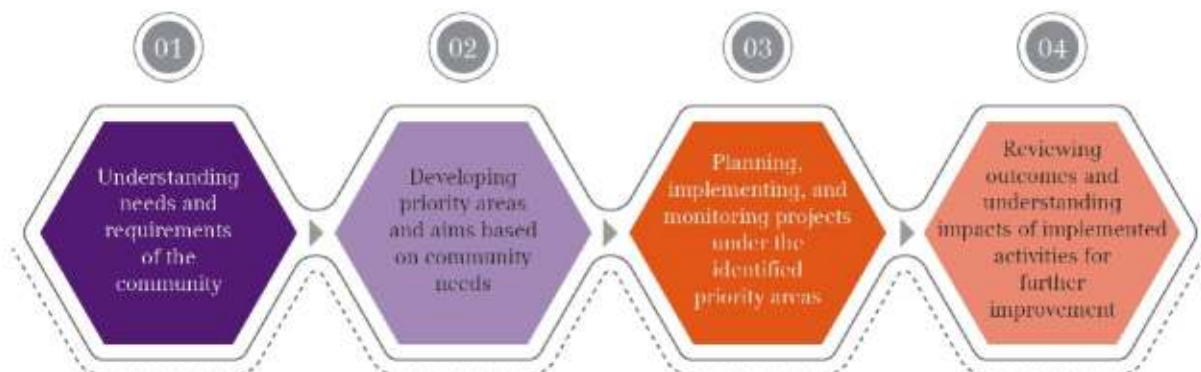 01
02
03
04
Understanding
needs and
requirements
of the
community
Developing
priority areas
and aims based
on community
needs
Planning,
implementing, and
monitoring projects
under the
identified
priority areas
Reviewing
outcomes and
understanding
impacts of implemented
activities for
further
improvement